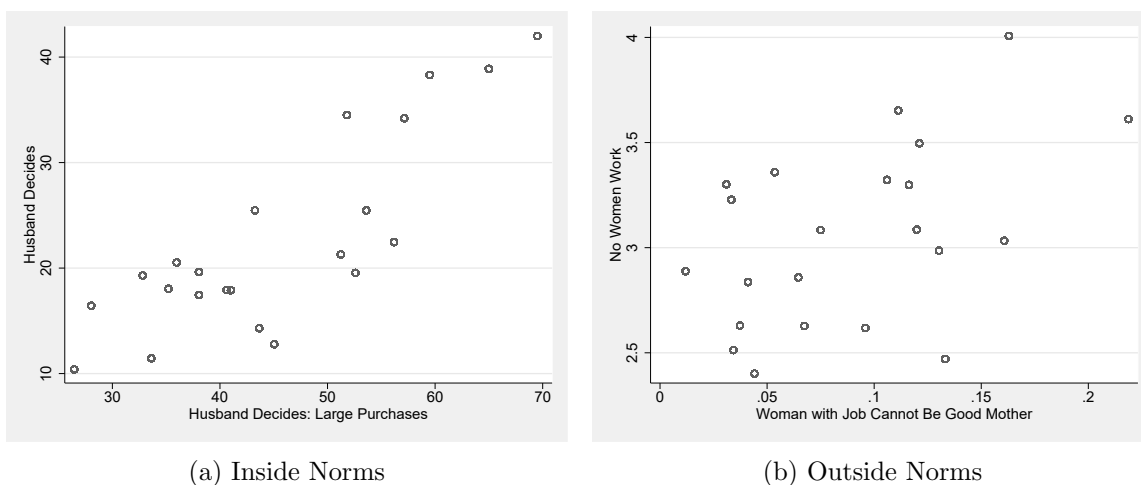 40
30
20
10
Husband Decides
30 40 50 60 70
Husband Decides: Large Purchases
(a) Inside Norms
4
3.5
3
2.5
No Women Work
0 .05 .1 .15 .2
Woman with Job Cannot Be Good Mother
(b) Outside Norms